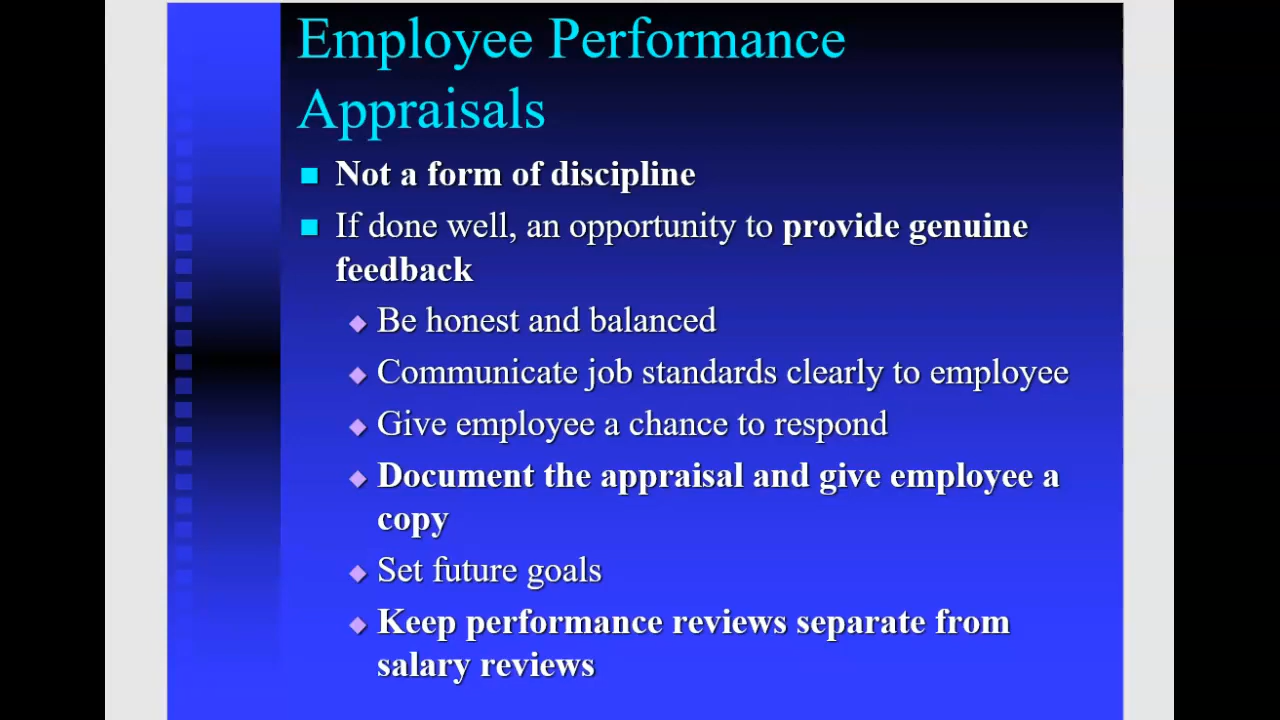 Employee Performance
Appraisals
Not a form of discipline
If done well, an opportunity to provide genuine
feedback
Be honest and balanced
Communicate job standards clearly to employee
Give employee a chance to respond
Document the appraisal and give employee a
copy
Set future goals
Keep performance reviews separate from
salary reviews